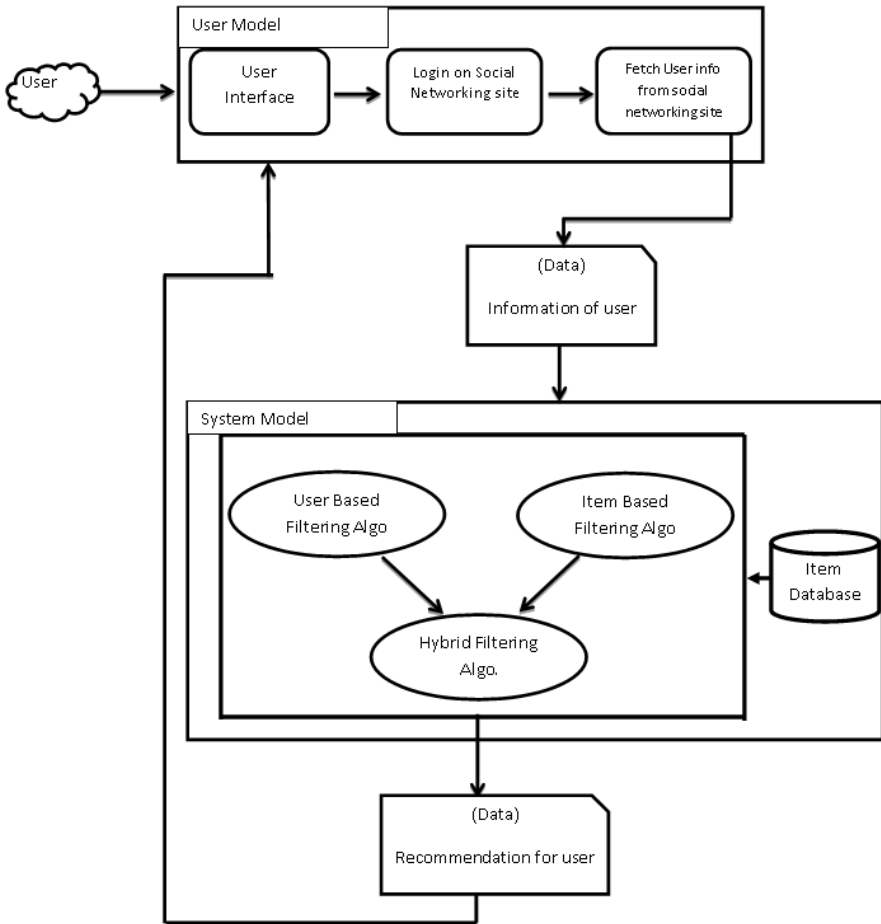 User Model
User
User
Interface
Login on Social
Networking site
Fetch User info
from social
networking site
(Data)
Information of user
System Model
User Based
Filtering Algo
Item Based
Filtering Algo
Item
Database
Hybrid Filtering
Algo.
(Data)
Recommendation for user